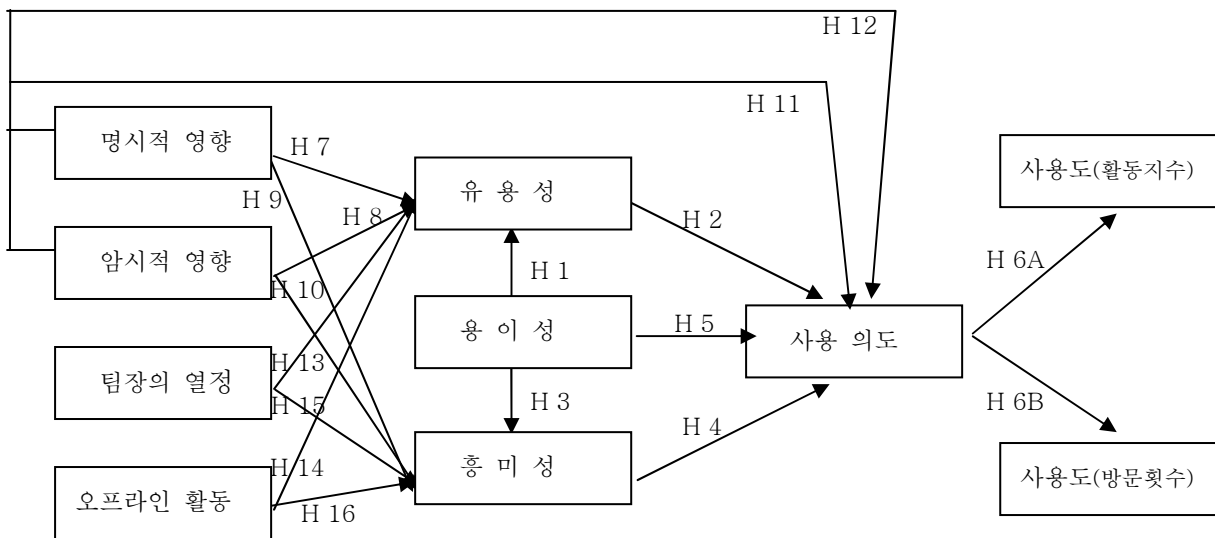 H 12
H 11
명시적 영향
H 7
사용도(활동지수)
유 용 성
H 9
H 8
H 2
암시적 영향
H 6A
H 1
H 10
용 이 성
H 5
사용 의도
H 13
팀장의 열정
H 15
H 3
H 6B
H 4
흥 미 성
H 14
사용도(방문횟수)
오프라인 활동
H 16